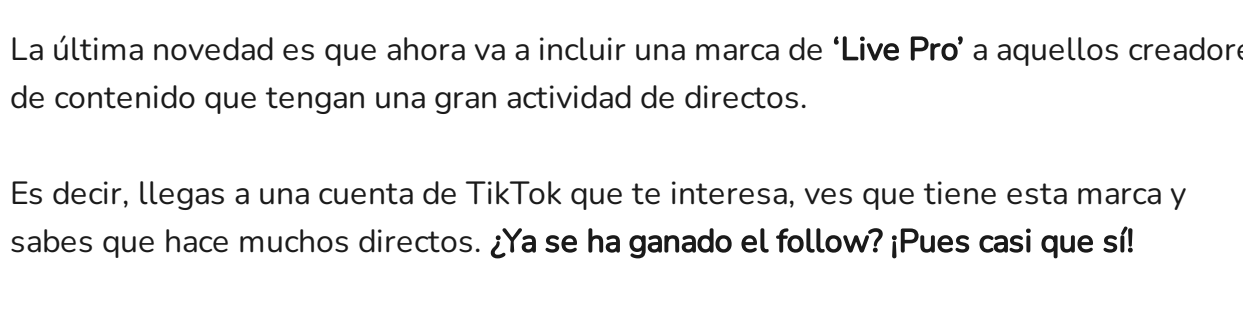 La última novedad es que ahora va a incluir una marca de ‘Live Pro’ a aquellos creadore
de contenido que tengan una gran actividad de directos.
Es decir, llegas a una cuenta de TikTok que te interesa, ves que tiene esta marca y
sabes que hace muchos directos. ¿Ya se ha ganado el follow? ¡Pues casi que sí!